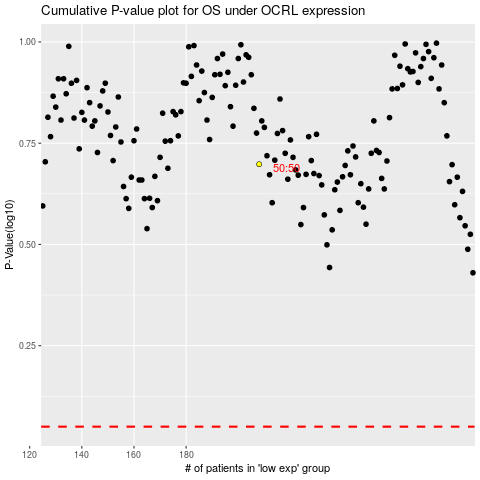 Cumulative P-value plot for OS under OCRL expression
1.00
0.75
0.50
0.25
P-Value(log10)
50:50
120 140 160 180
# of patients in 'low exp' group